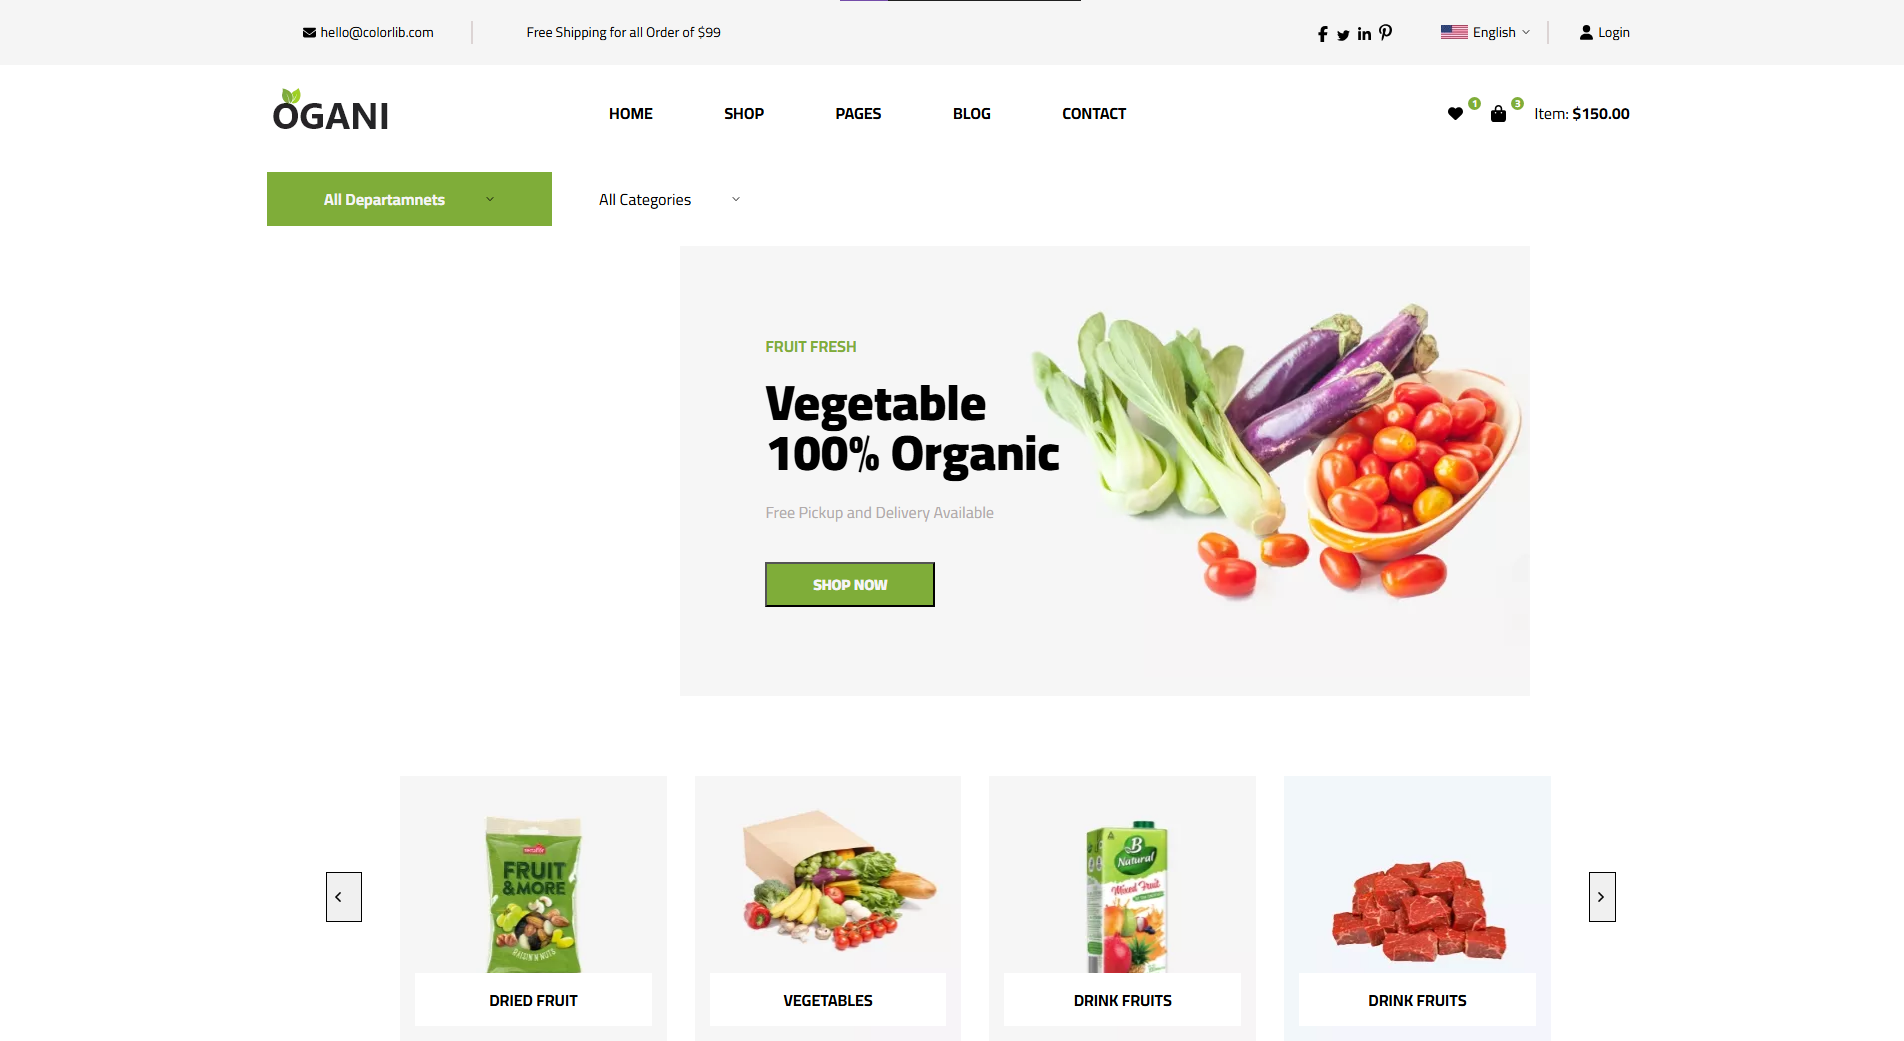 hello@colorlib.com
Free Shipping for all Order of $99
English
Login
OGANI
HOME
SHOP
PAGES
BLOG
CONTACT
1
3
Item: $150.00
All Departamnets
All Categories
FRUIT FRESH
Vegetable
100% Organic
Free Pickup and Delivery Available
SHOP NOW
FRUIT
& MORE
RAISIN'N NUTS
DRIED FRUIT
VEGETABLES
B
Natural
Mixed Fruit
DRINK FRUITS
DRINK FRUITS